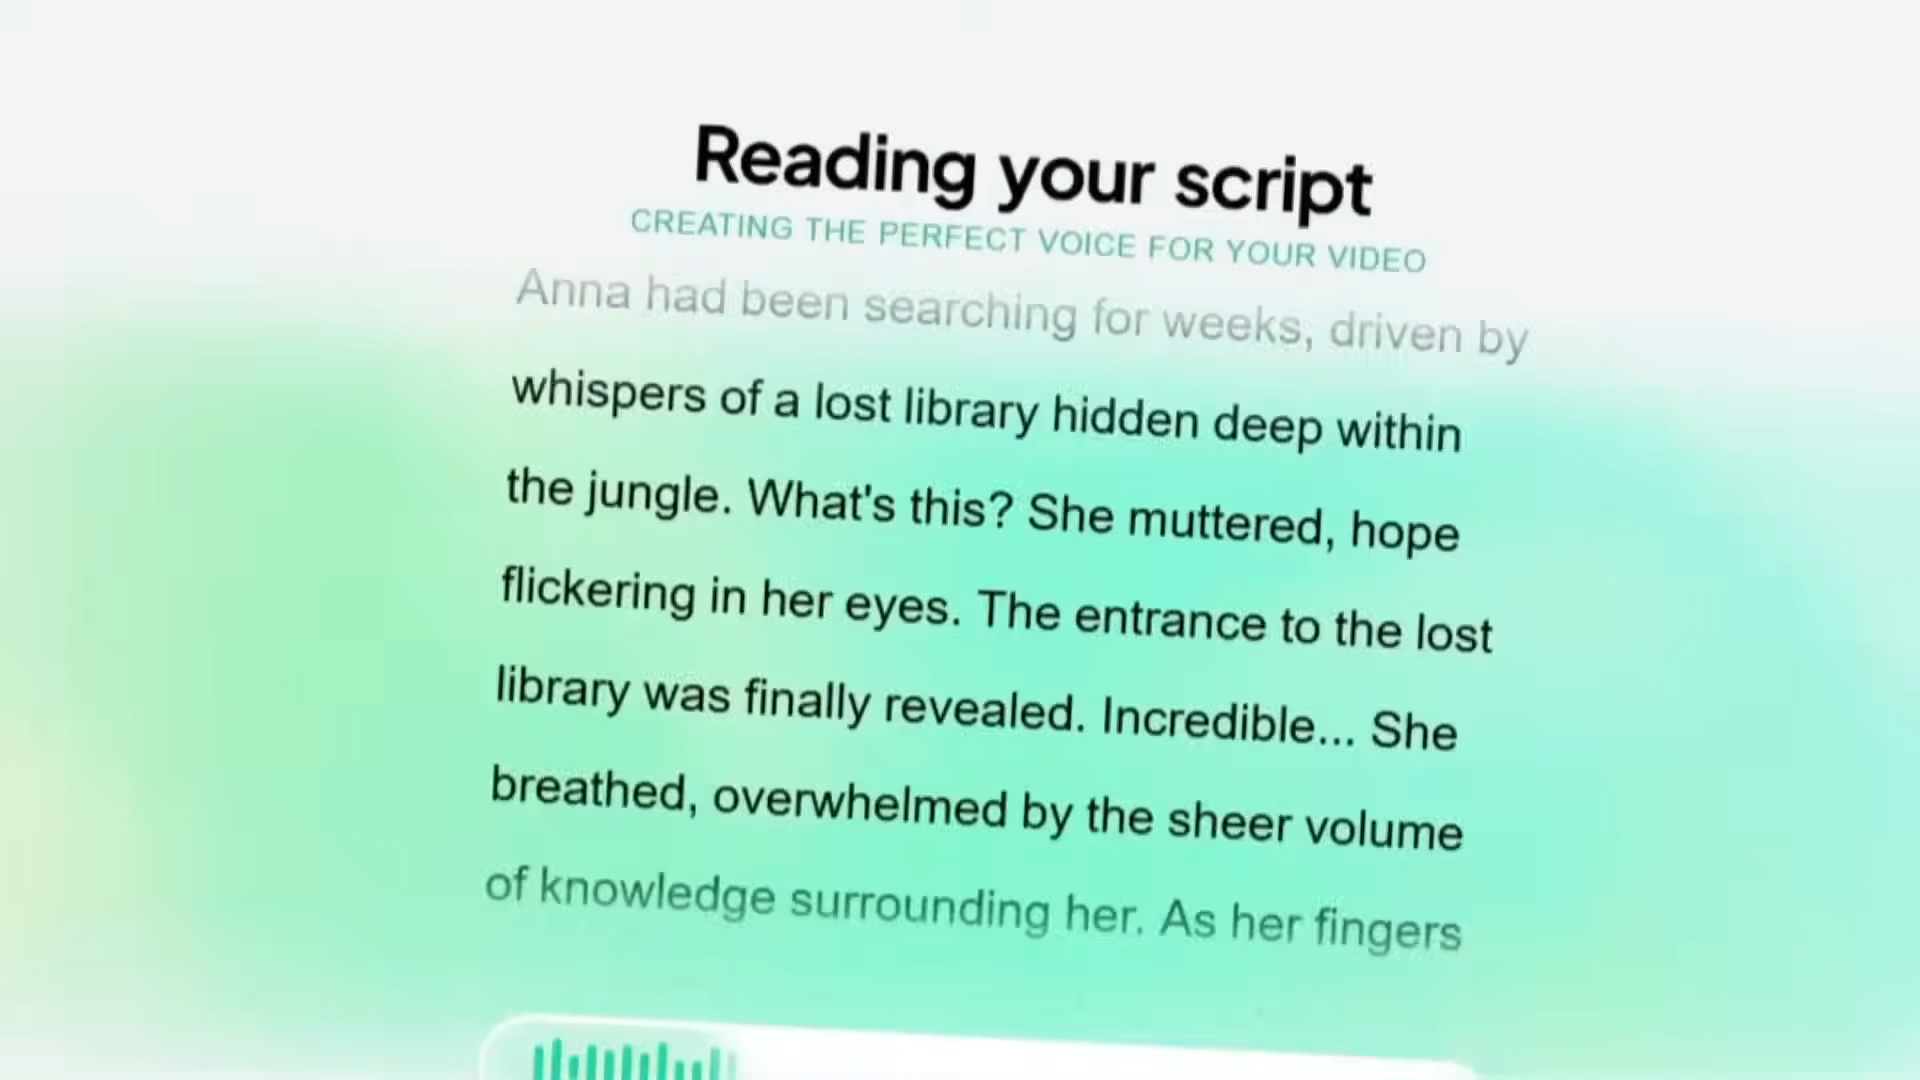 Reading your script
CREATING THE PERFECT VOICE FOR YOUR VIDEO
Anna had been searching for weeks, driven by
whispers of a lost library hidden deep within
the jungle. What's this? She muttered, hope
flickering in her eyes. The entrance to the lost
library was finally revealed. Incredible... She
breathed, overwhelmed by the sheer volume
of knowledge surrounding her. As her fingers